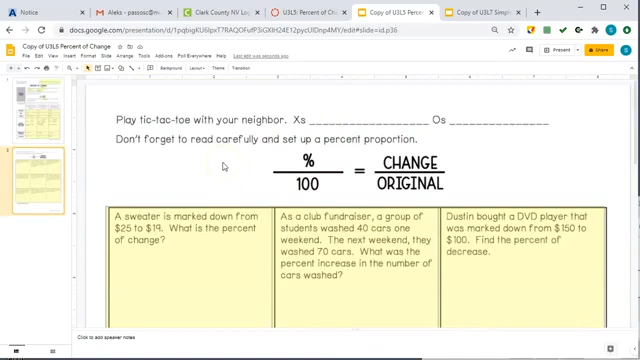 Notice
Aleks - passosc@
Clark County NV Log
U3L5: Percent of Chan
Copy of U3L5 Percent
Copy of U3L7 Simple
docs.google.com/presentation/d/
Copy of U3L5 Percent of Change
File Edit View Insert Format Slide Arrange Tools Add-ons Poll Everywhere Help
Last edit was seconds ago
Present
Share
Background Layout Theme Transition
Play tic-tac-toe with your neighbor. Xs ____________________ Os ________________
Don't forget to read carefully and set up a percent proportion.
% = CHANGE
100 ORIGINAL
A sweater is marked down from
$25 to $19. What is the percent
of change?
As a club fundraiser, a group of
students washed 40 cars one
weekend. The next weekend, they
washed 70 cars. What was the
percent increase in the number of
cars washed?
Dustin bought a DVD player that
was marked down from $150 to
$100. Find the percent of
decrease.
Click to add speaker notes